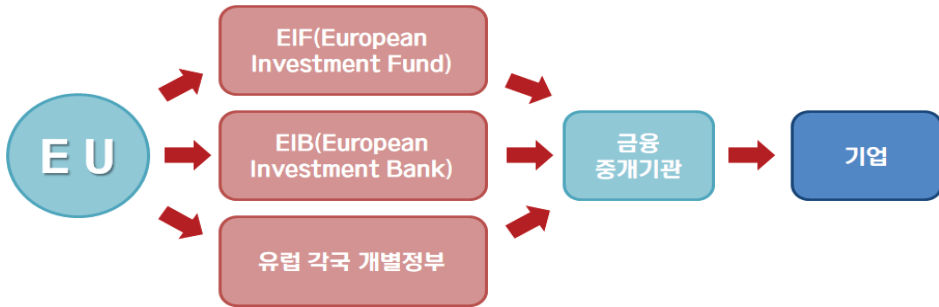 E U
EIF(European
Investment Fund)
EIB(European
Investment Bank)
유럽 각국 개별정부
금융
중개기관
기업